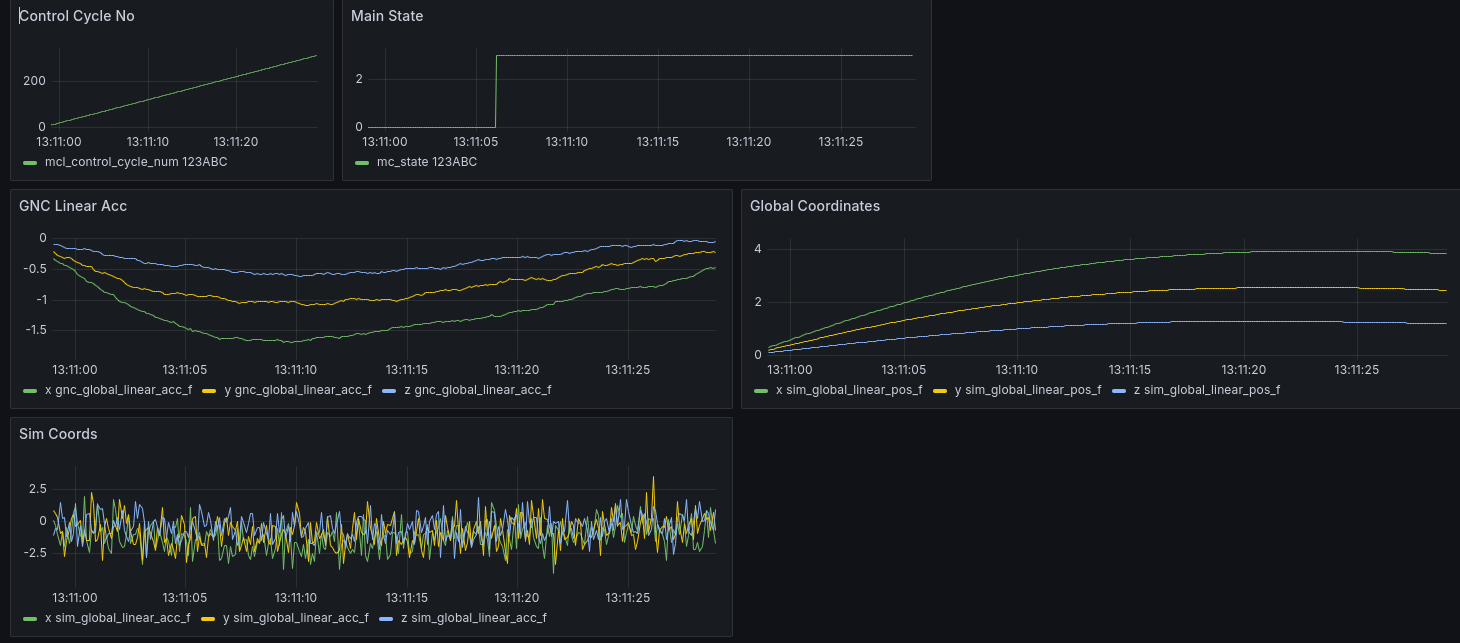 Control Cycle No
200
0
13:11:00 13:11:10 13:11:20
mcl_control_cycle_num 123ABC
Main State
2
0
13:11:00 13:11:05 13:11:10 13:11:15 13:11:20 13:11:25
mc_state 123ABC
GNC Linear Acc
0
-0.5
-1
-1.5
13:11:00 13:11:05 13:11:10 13:11:15 13:11:20 13:11:25
x gnc_global_linear_acc_f y gnc_global_linear_acc_f z gnc_global_linear_acc_f
Global Coordinates
4
2
0
13:11:00 13:11:05 13:11:10 13:11:15 13:11:20 13:11:25
x sim_global_linear_pos_f y sim_global_linear_pos_f z sim_global_linear_pos_f
Sim Coords
2.5
0
-2.5
13:11:00 13:11:05 13:11:10 13:11:15 13:11:20 13:11:25
x sim_global_linear_acc_f y sim_global_linear_acc_f z sim_global_linear_acc_f